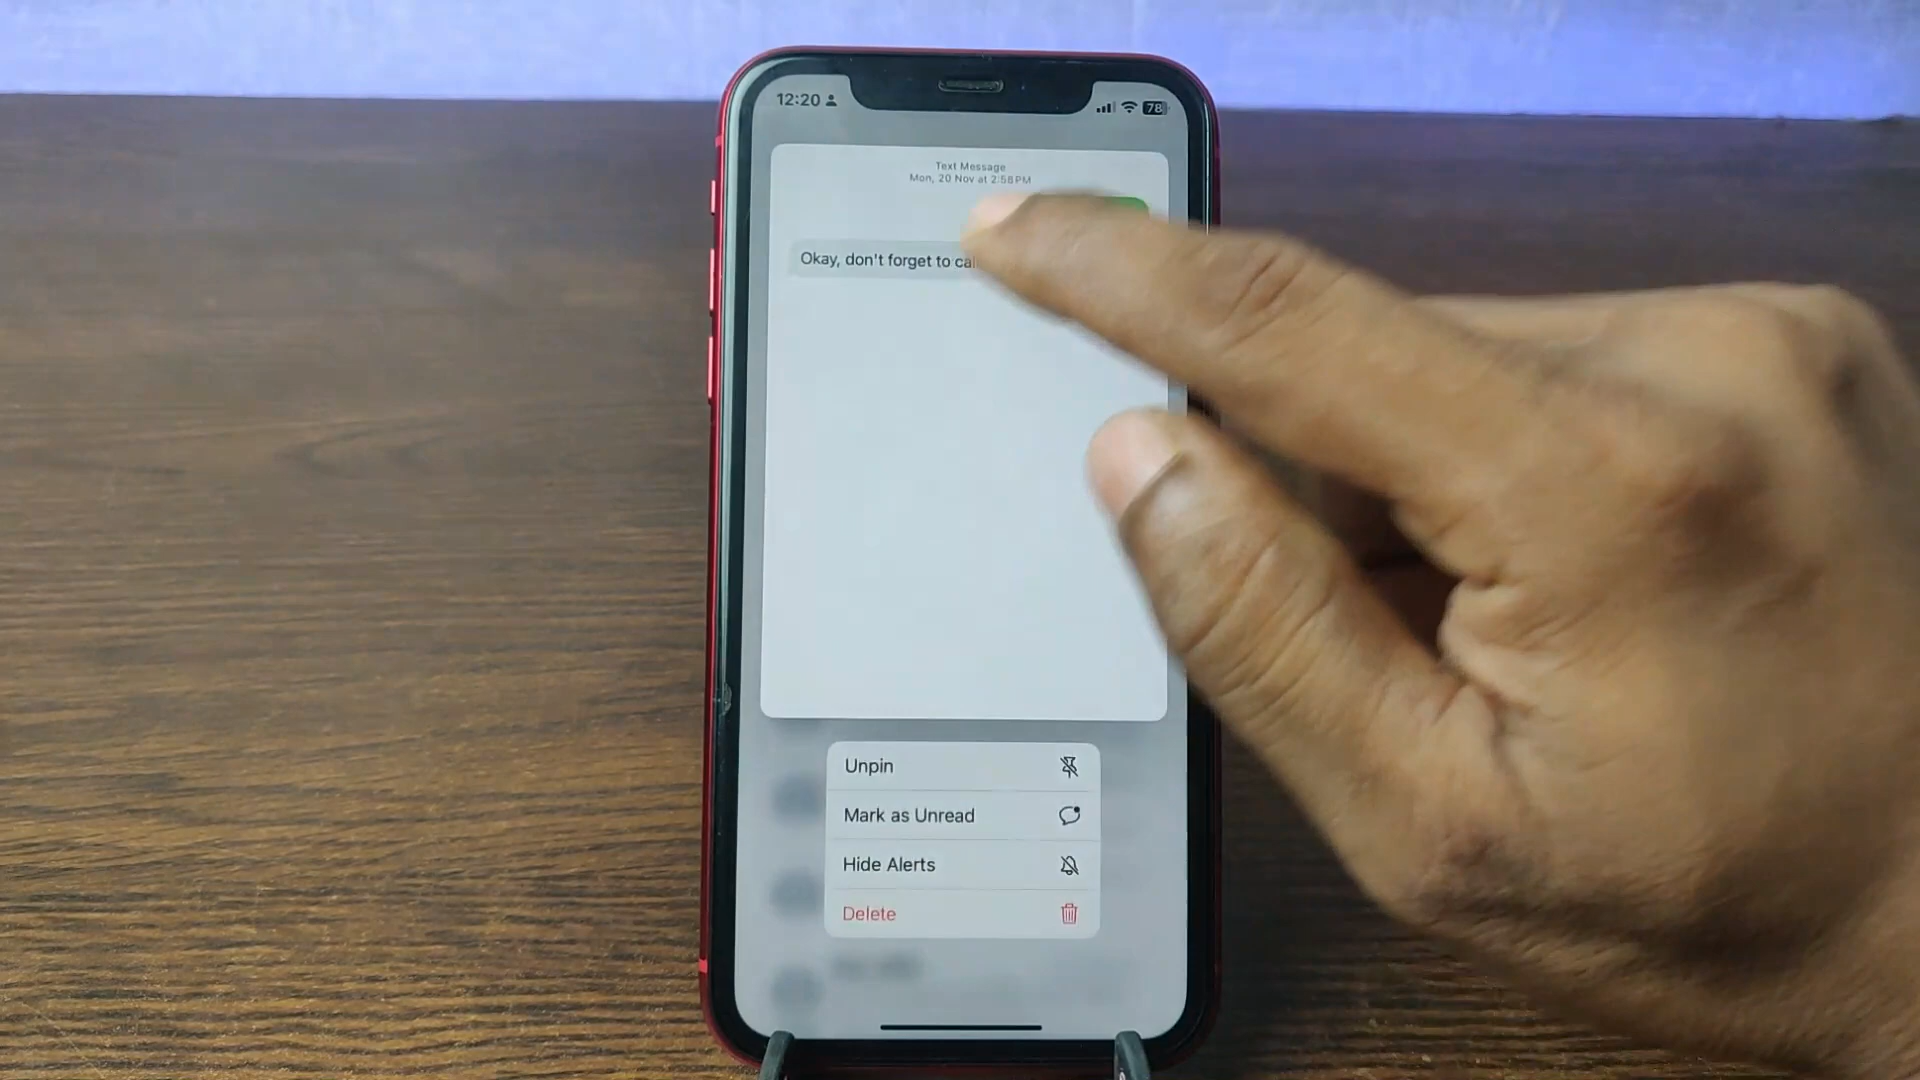 12:20
78
Text Message
Mon, 20 Nov at 2:58 PM
Okay, don't forget to
Unpin
Mark as Unread
Hide Alerts
Delete